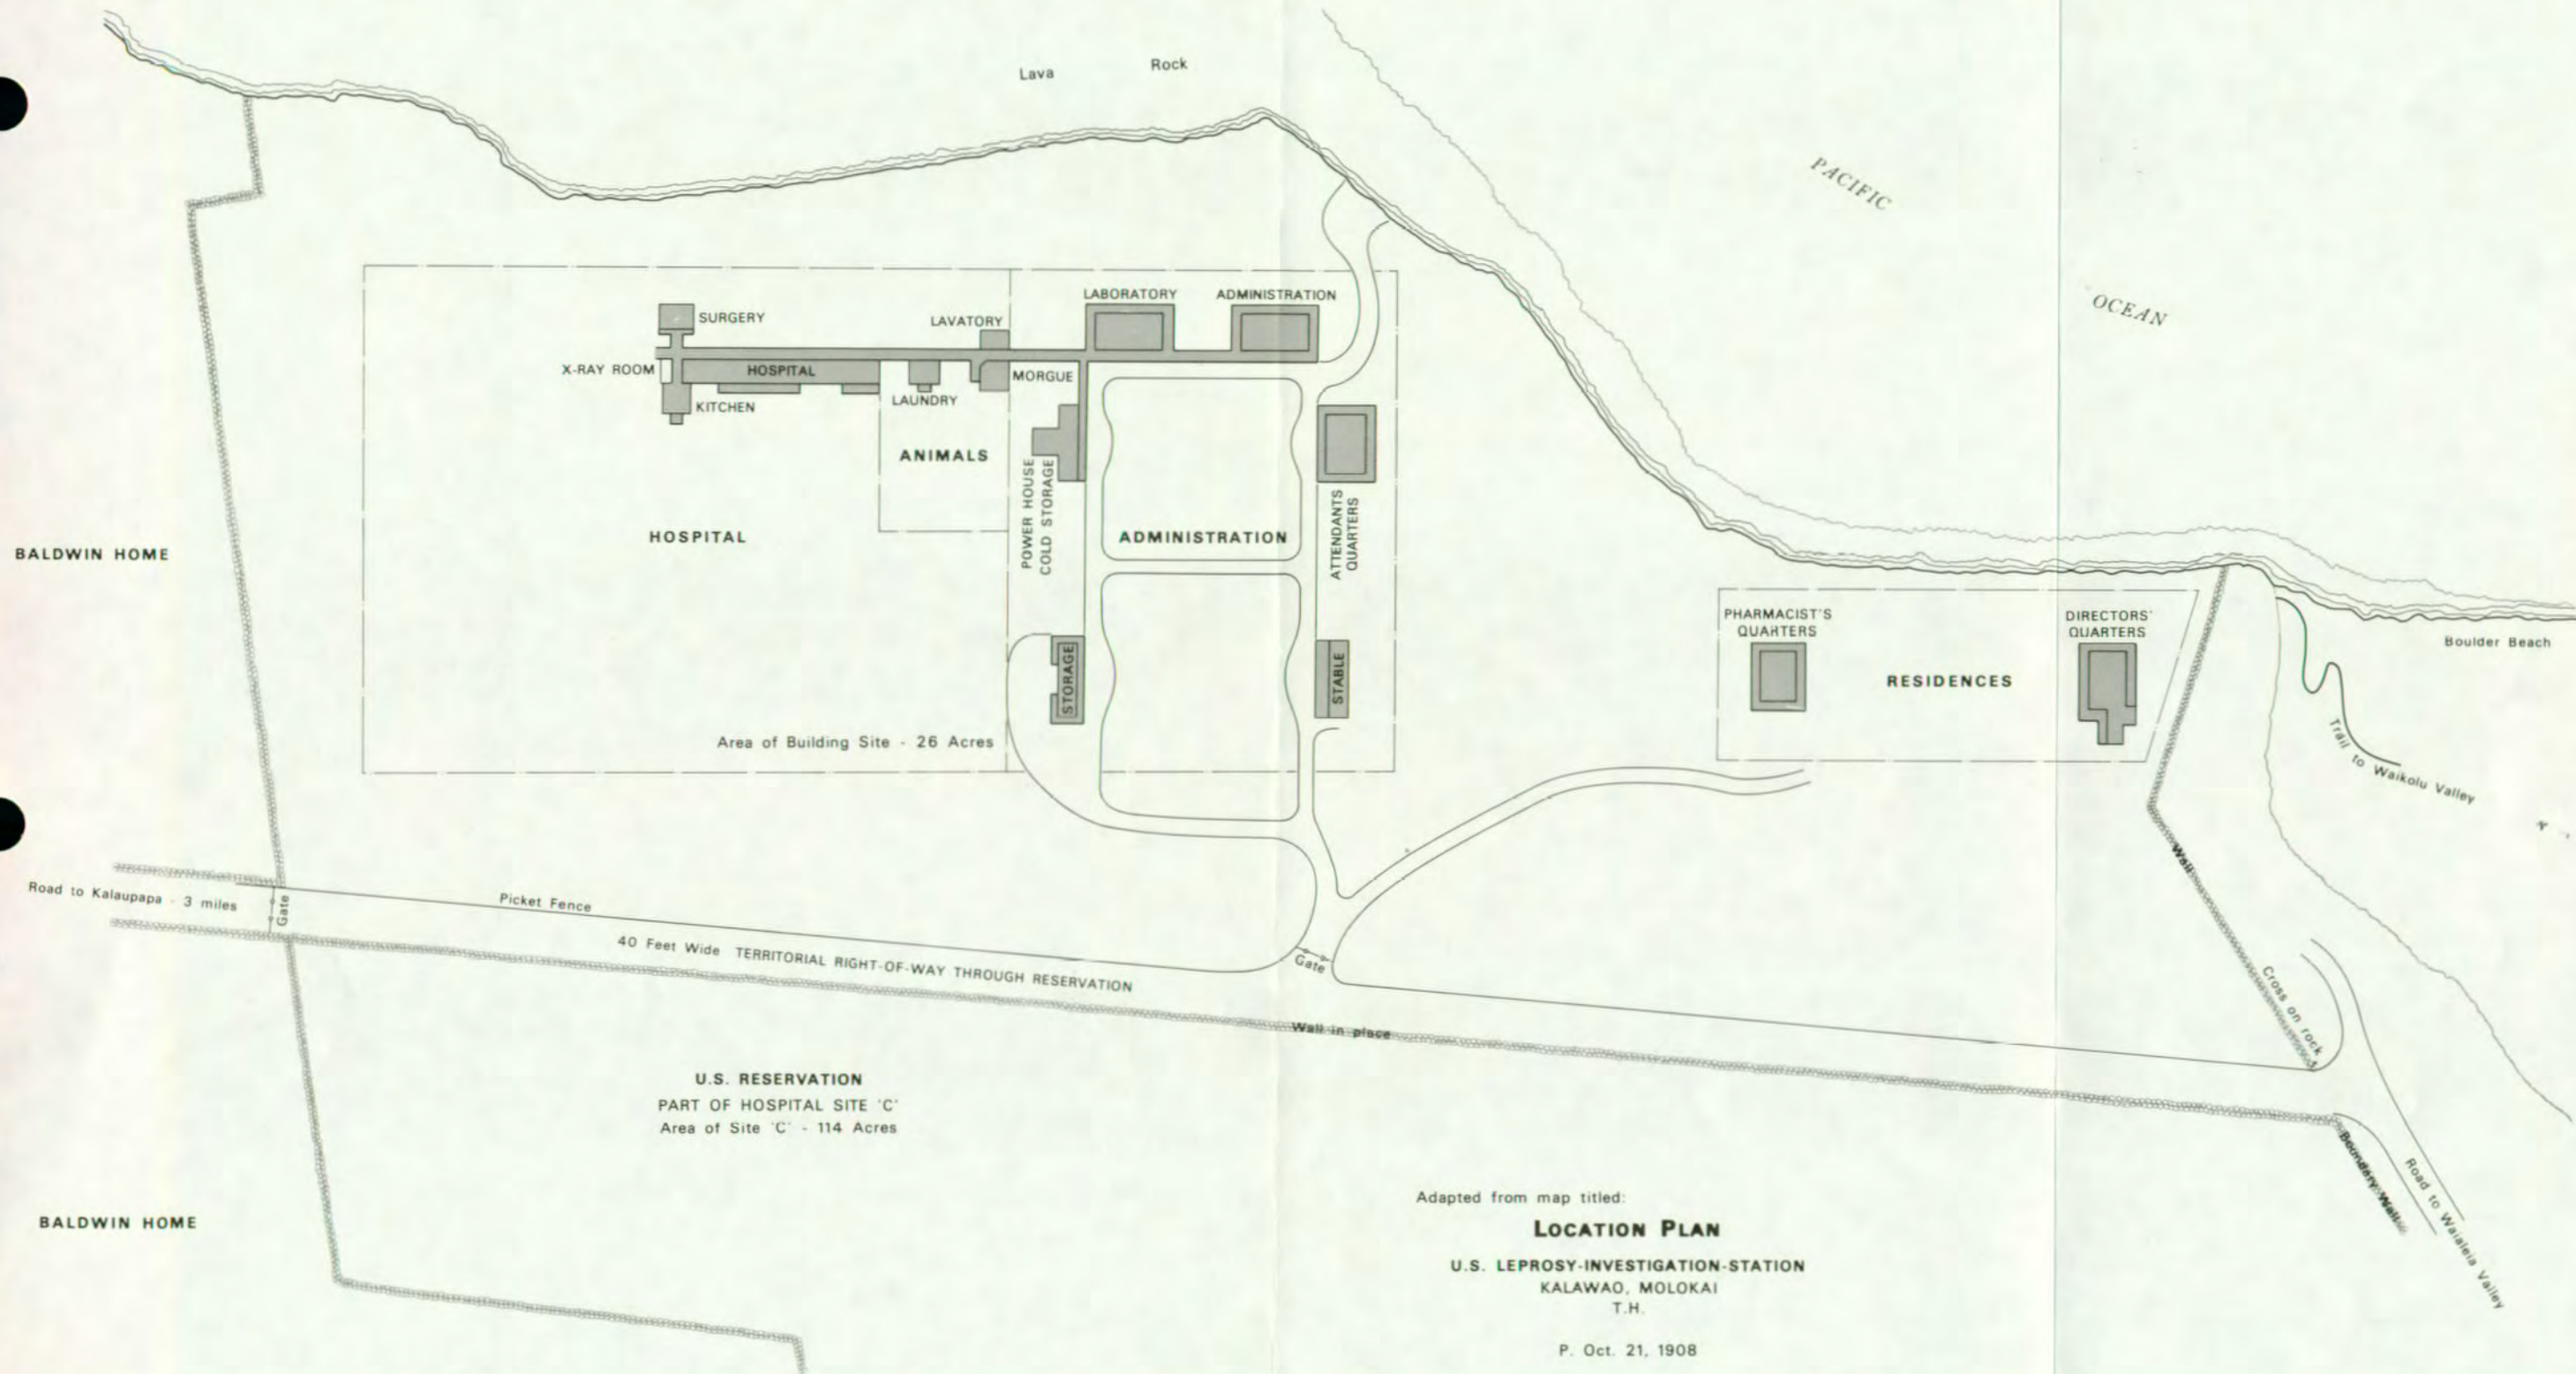 Lava Rock
PACIFIC
OCEAN
SURGERY
LAVATORY
LABORATORY
ADMINISTRATION
X-RAY ROOM
HOSPITAL
MORGUE
KITCHEN
LAUNDRY
ANIMALS
POWER HOUSE
COLD STORAGE
HOSPITAL
ADMINISTRATION
ATTENDANTS
QUARTERS
BALDWIN HOME
STORAGE
STABLE
PHARMACIST'S
QUARTERS
DIRECTORS'
QUARTERS
RESIDENCES
Boulder Beach
Trail to Waikolu Valley
Area of Building Site - 26 Acres
Wall
Road to Kalaupapa - 3 miles
Gate
Picket Fence
40 Feet Wide TERRITORIAL RIGHT-OF-WAY THROUGH RESERVATION
Gate
Cross on rock
Wall in place
U.S. RESERVATION
PART OF HOSPITAL SITE 'C'
Area of Site 'C' - 114 Acres
Boundary Wall
Road to Waialeia Valley
BALDWIN HOME
Adapted from map titled:
LOCATION PLAN
U.S. LEPROSY-INVESTIGATION-STATION
KALAWAO, MOLOKAI
T.H.
P. Oct. 21, 1908